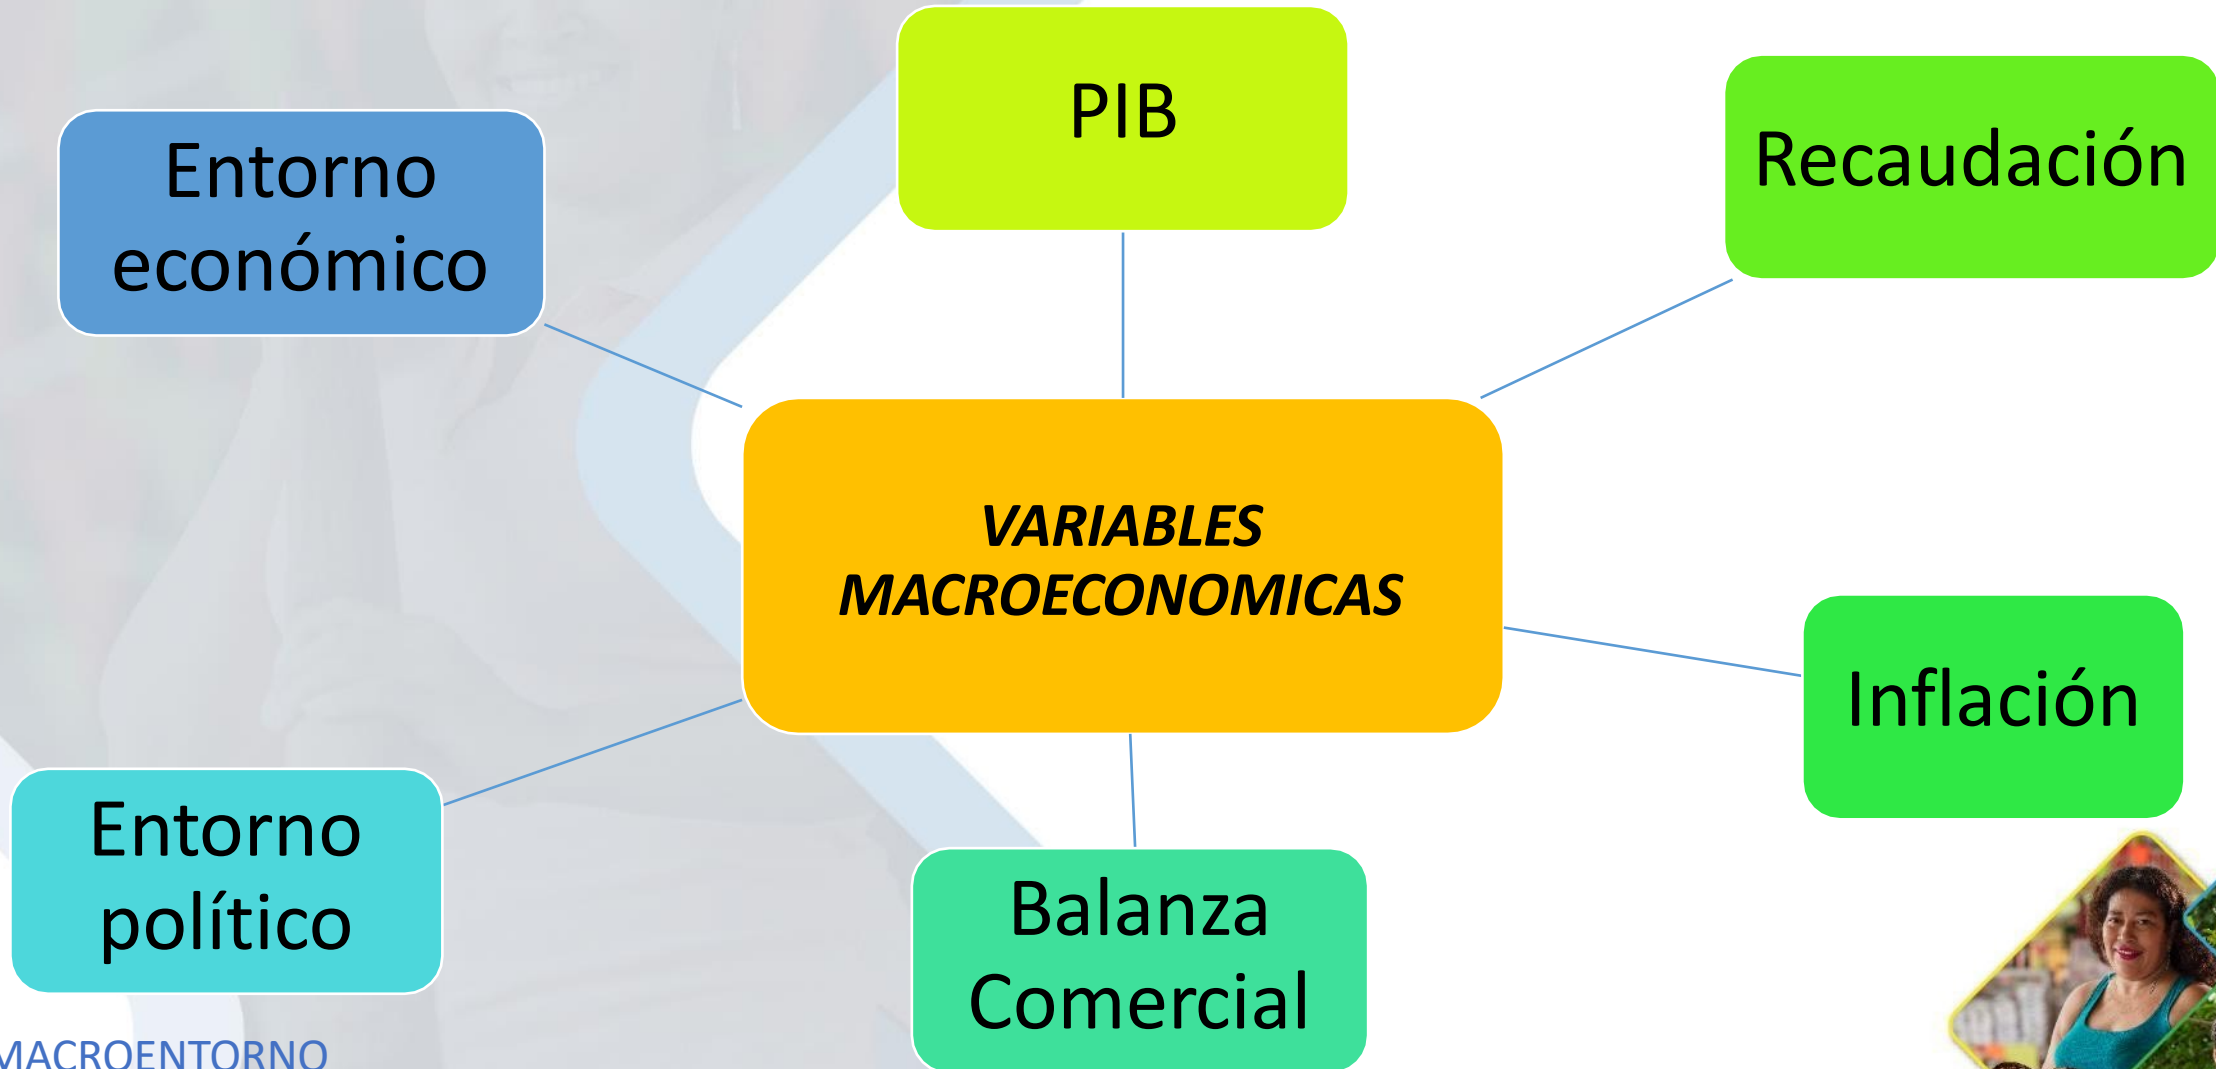 PIB
Recaudación
Entorno
económico
VARIABLES
MACROECONOMICAS
Inflación
Entorno
político
Balanza
Comercial
MACROENTORNO